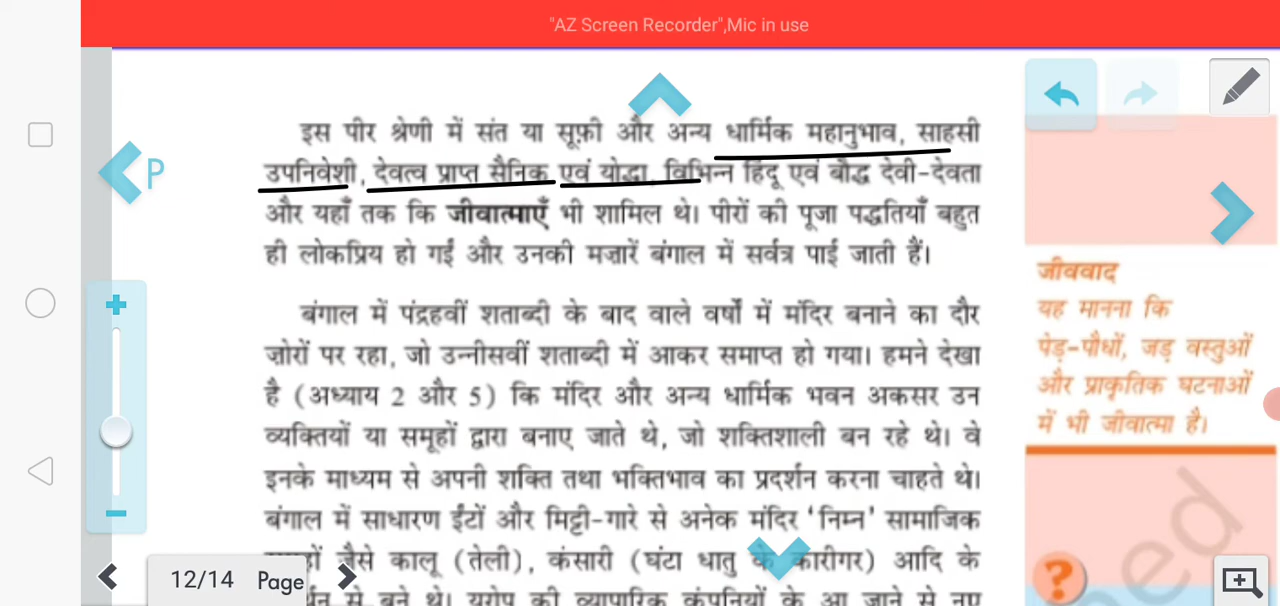 "AZ Screen Recorder",Mic in use
इस पीर श्रेणी में संत या सूफ़ी और अन्य धार्मिक महानुभाव, साहसी
उपनिवेशी, देवत्व प्राप्त सैनिक एवं योद्धा, विभिन्न हिंदू एवं बौद्ध देवी-देवता
और यहाँ तक कि जीवात्माएँ भी शामिल थे। पीरों की पूजा पद्धतियाँ बहुत
ही लोकप्रिय हो गईं और उनकी मज़ारें बंगाल में सर्वत्र पाई जाती हैं।
बंगाल में पंद्रहवीं शताब्दी के बाद वाले वर्षों में मंदिर बनाने का दौर
ज़ोरों पर रहा, जो उन्नीसवीं शताब्दी में आकर समाप्त हो गया। हमने देखा
है (अध्याय 2 और 5) कि मंदिर और अन्य धार्मिक भवन अकसर उन
व्यक्तियों या समूहों द्वारा बनाए जाते थे, जो शक्तिशाली बन रहे थे। वे
इनके माध्यम से अपनी शक्ति तथा भक्तिभाव का प्रदर्शन करना चाहते थे।
बंगाल में साधारण ईंटों और मिट्टी-गारे से अनेक मंदिर 'निम्न' सामाजिक
जैसे कालू (तेली), कंसारी (घंटा धातु के कारीगर) आदि के
से बने थे। यूरोप की व्यापारिक कंपनियों के आ जाने से नए
P
जीववाद
यह मानना कि
पेड़-पौधों, जड़ वस्तुओं
और प्राकृतिक घटनाओं
में भी जीवात्मा है।
?
12/14 Page